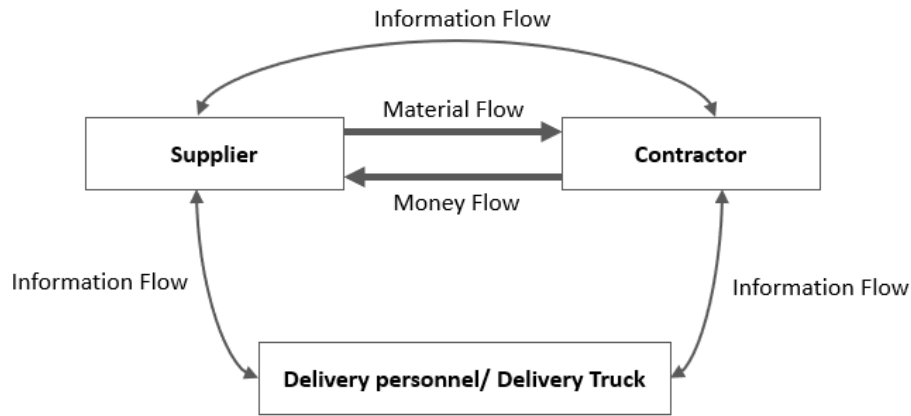 Information Flow
Material Flow
Supplier
Contractor
Money Flow
Information Flow
Information Flow
Delivery personnel/ Delivery Truck